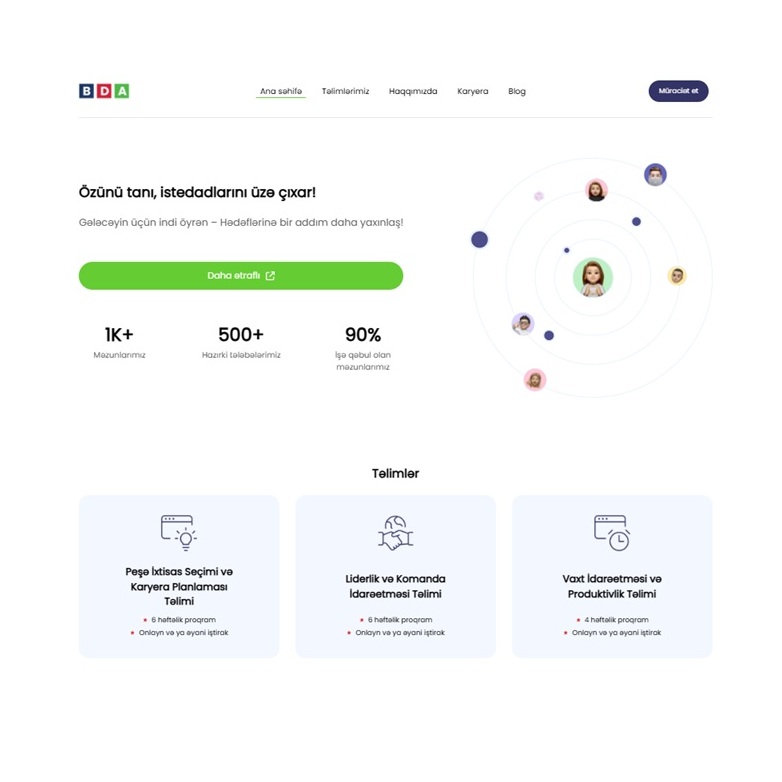 BDA
Ana səhifə
Təlimlərimiz
Haqqımızda
Karyera
Blog
Müraciət et
Özünü tanı, istedadlarını üzə çıxar!
Gələcəyin üçün indi öyrən – Hədəflərinə bir addım daha yaxınlaş!
Daha ətraflı
1K+
Məzunlarımız
500+
Hazırki tələbələrimiz
90%
İşə qəbul olan
məzunlarımız
Təlimlər
Peşə İxtisas Seçimi və
Karyera Planlaması
Təlimi
6 həftəlik proqram
Onlayn və ya əyani iştirak
Liderlik və Komanda
İdarəetməsi Təlimi
6 həftəlik proqram
Onlayn və ya əyani iştirak
Vaxt İdarəetməsi və
Produktivlik Təlimi
4 həftəlik proqram
Onlayn və ya əyani iştirak